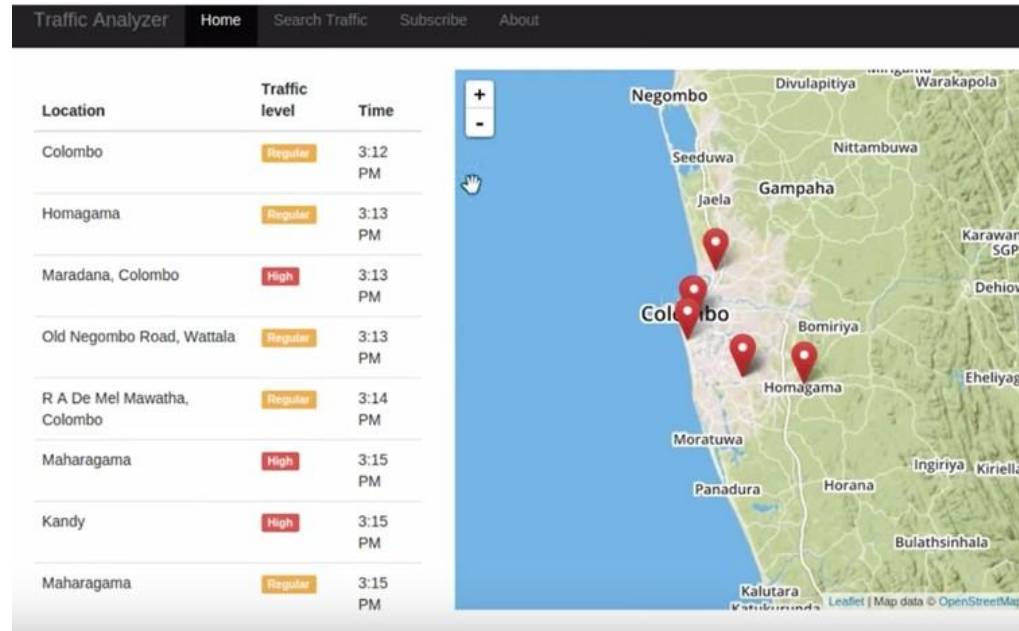 Traffic Analyzer Home Search Traffic Subscribe About
Location Traffic level Time
Colombo Regular 3:12 PM
Homagama Regular 3:13 PM
Maradana, Colombo High 3:13 PM
Old Negombo Road, Wattala Regular 3:13 PM
R A De Mel Mawatha, Colombo Regular 3:14 PM
Maharagama High 3:15 PM
Kandy High 3:15 PM
Maharagama Regular 3:15 PM
+
-
Negombo
Divulapitiya
Warakapola
Seeduwa
Nittambuwa
Jaela
Gampaha
Bomiriya
Homagama
Moratuwa
Panadura
Horana
Ingiriya
Bulathsinhala
Kalutara
Leaflet | Map data © OpenStreetMap